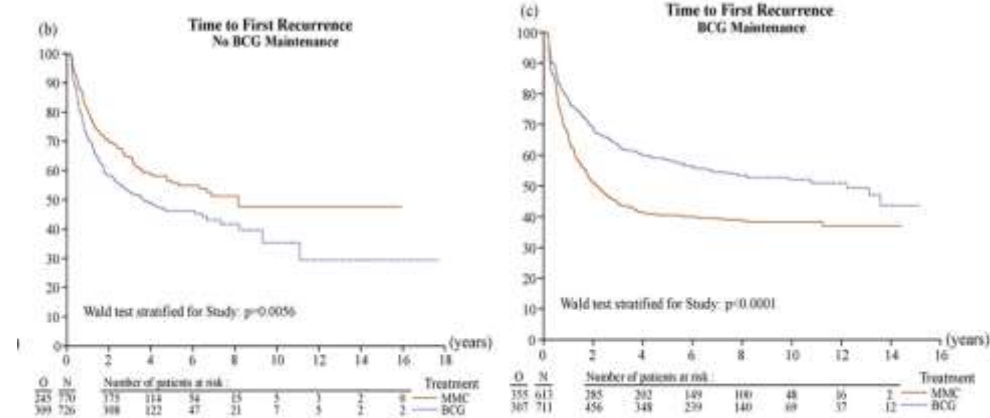 (b)
Time to First Recurrence
No BCG Maintenance
100
90
80
70
60
50
40
30
20
10
0
Wald test stratified for Study: p=0.0056
0 2 4 6 8 10 12 14 16 18
(years)
O N Number of patients at risk : Treatment
245 770 375 114 54 15 5 3 2 0 MMC
309 726 308 122 47 21 7 5 2 2 BCG
(c)
Time to First Recurrence
BCG Maintenance
100
90
80
70
60
50
40
30
20
10
0
Wald test stratified for Study: p<0.0001
0 2 4 6 8 10 12 14 16
(years)
O N Number of patients at risk : Treatment
355 613 285 202 149 100 48 16 2 MMC
307 711 456 348 239 140 69 37 12 BCG